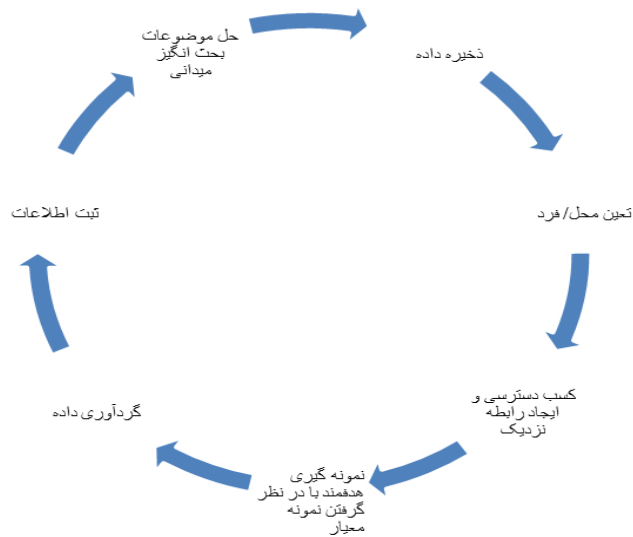 حل موضوعات
بحث انگیز
میدانی
ذخیره داده
تعین محل/ فرد
کسب دسترسی و
ایجاد رابطه
نزدیک
نمونه گیری
هدفمند با در نظر
گرفتن نمونه
معیار
گردآوری داده
ثبت اطلاعات